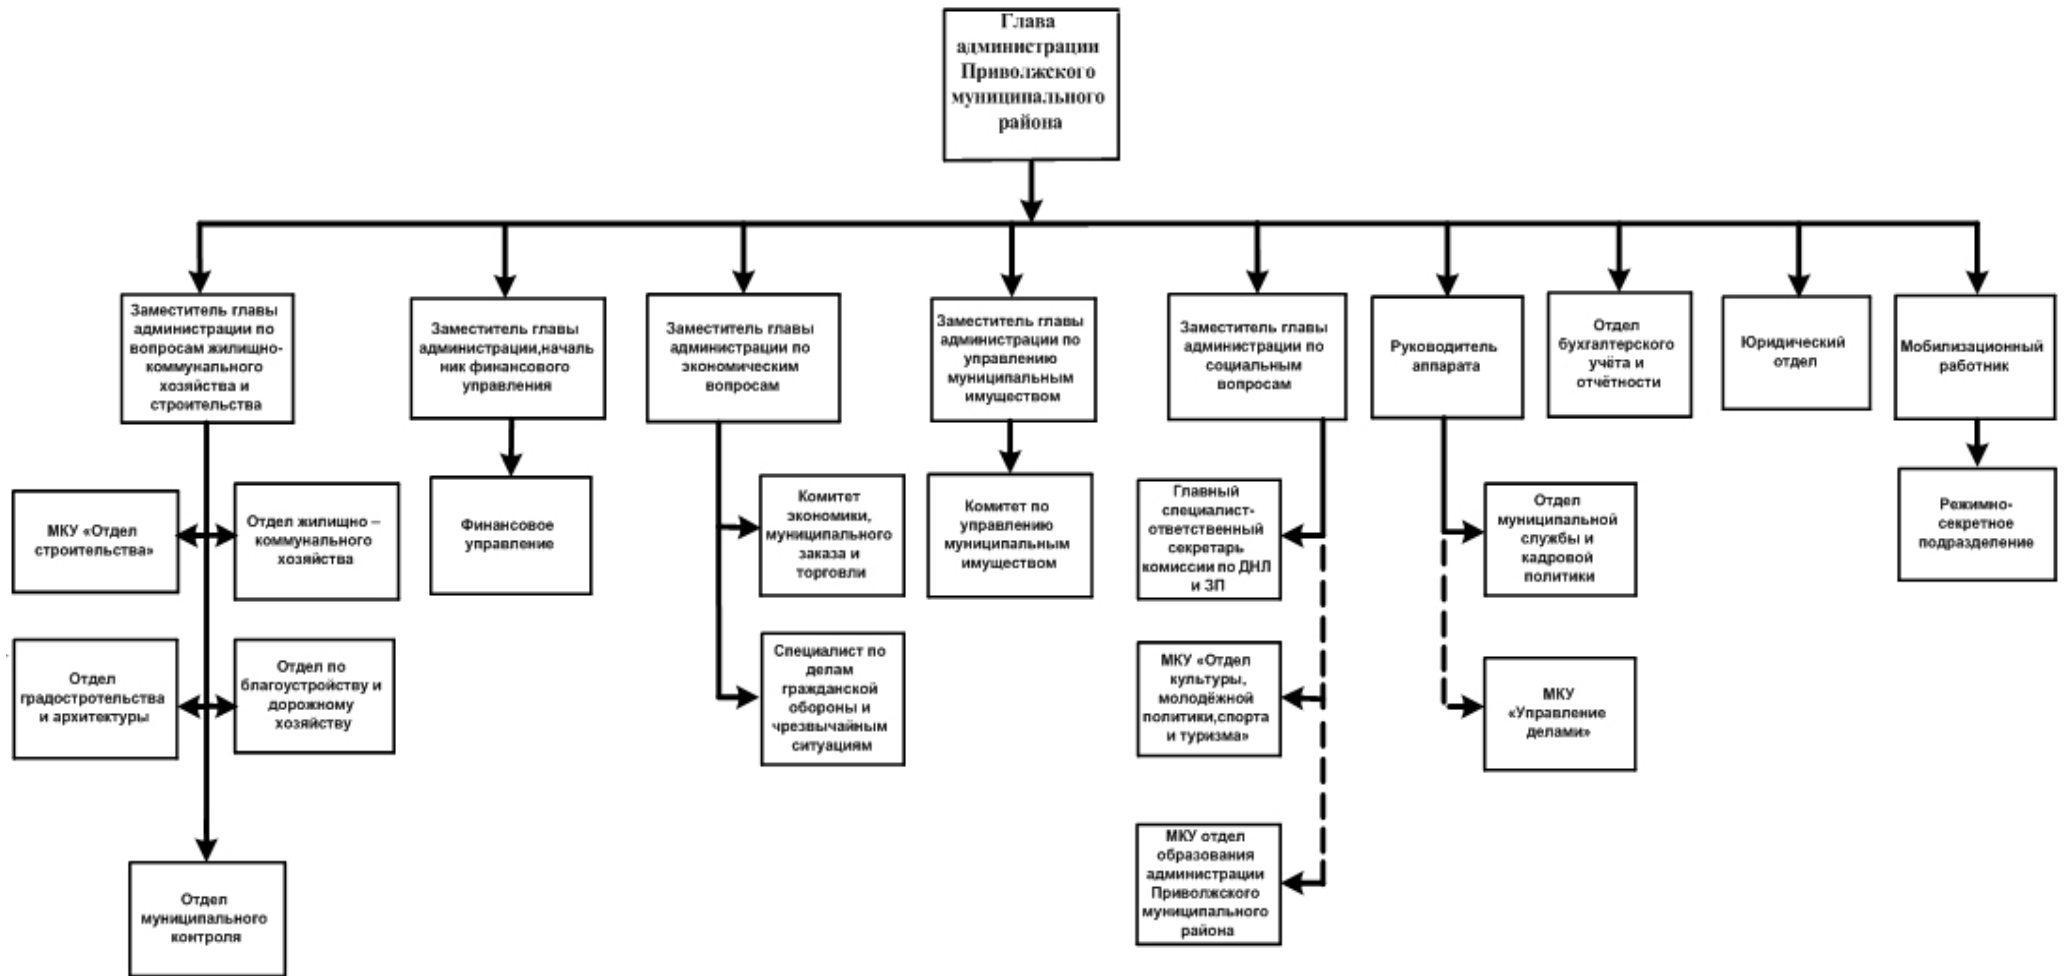 Глава
администрации
Приволжского
муниципального
района
Заместитель главы
администрации по
вопросам жилищно-
коммунального
хозяйства и
строительства
Заместитель главы
администрации,началь
ник финансового
управления
Заместитель главы
администрации по
экономическим
вопросам
Заместитель главы
администрации по
управлению
муниципальным
имуществом
Заместитель главы
администрации по
социальным
вопросам
Руководитель
аппарата
Отдел
бухгалтерского
учёта и
отчётности
Юридический
отдел
Мобилизационный
работник
МКУ «Отдел
строительства»
Отдел жилищно –
коммунального
хозяйства
Финансовое
управление
Комитет
экономики,
муниципального
заказа и
торговли
Комитет по
управлению
муниципальным
имуществом
Главный
специалист-
ответственный
секретарь
комиссии по ДНЛ
и ЗП
Отдел
муниципальной
службы и
кадровой
политики
Режимно-
секретное
подразделение
Отдел
градостротельства
и архитектуры
Отдел по
благоустройству и
дорожному
хозяйству
Специалист по
делам
гражданской
обороны и
чрезвычайным
ситуациям
МКУ «Отдел
культуры,
молодёжной
политики,спорта
и туризма»
МКУ
«Управление
делами»
Отдел
муниципального
контроля
МКУ отдел
образования
администрации
Приволжского
муниципального
района